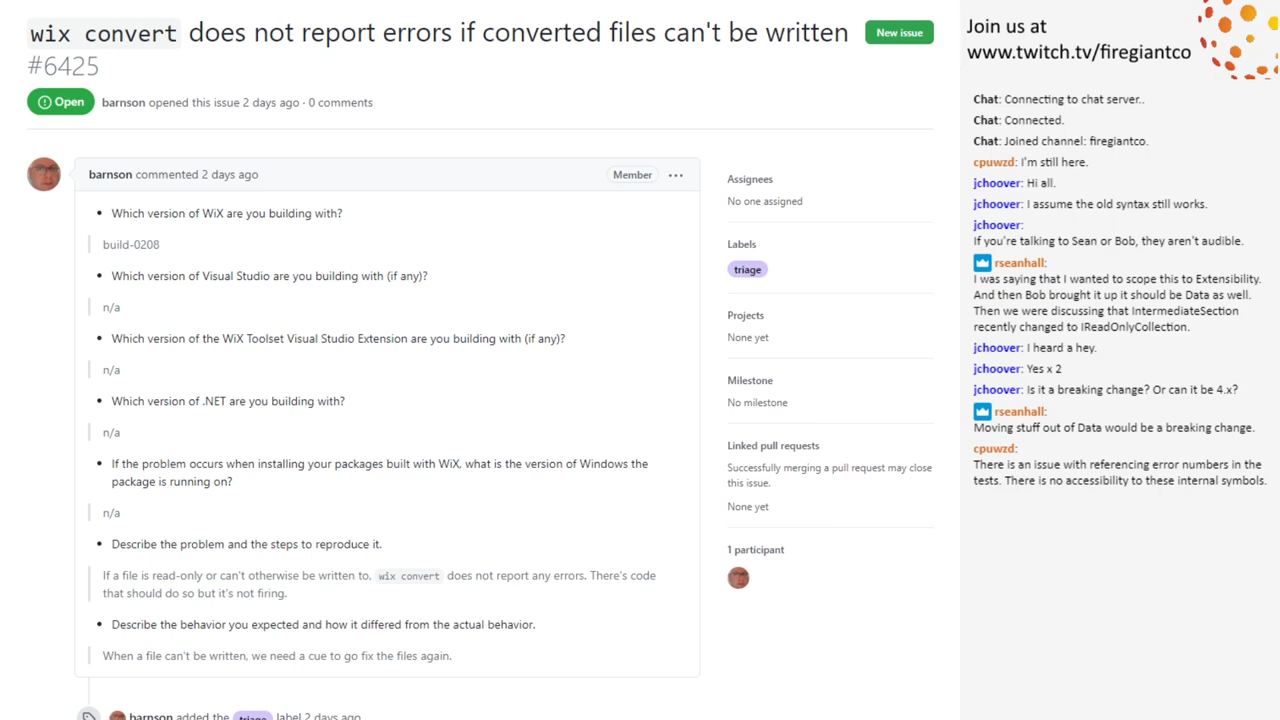 wix convert does not report errors if converted files can't be written
#6425
New issue
Open
barnson opened this issue 2 days ago · 0 comments
barnson commented 2 days ago
Member
...
• Which version of WiX are you building with?
build-0208
• Which version of Visual Studio are you building with (if any)?
n/a
• Which version of the WiX Toolset Visual Studio Extension are you building with (if any)?
n/a
• Which version of .NET are you building with?
n/a
• If the problem occurs when installing your packages built with WiX, what is the version of Windows the
package is running on?
n/a
• Describe the problem and the steps to reproduce it.
If a file is read-only or can't otherwise be written to, wix convert does not report any errors. There's code
that should do so but it's not firing.
• Describe the behavior you expected and how it differed from the actual behavior.
When a file can't be written, we need a cue to go fix the files again.
barnson added the triage label 2 days ago
Assignees
No one assigned
Labels
triage
Projects
None yet
Milestone
No milestone
Linked pull requests
Successfully merging a pull request may close
this issue.
None yet
1 participant
Join us at
www.twitch.tv/firegiantco
Chat: Connecting to chat server..
Chat: Connected.
Chat: Joined channel: firegiantco.
cpuwzd: I'm still here.
jchoover: Hi all.
jchoover: I assume the old syntax still works.
jchoover:
If you're talking to Sean or Bob, they aren't audible.
rseanhall:
I was saying that I wanted to scope this to Extensibility.
And then Bob brought it up it should be Data as well.
Then we were discussing that IntermediateSection
recently changed to IReadOnlyCollection.
jchoover: I heard a hey.
jchoover: Yes x 2
jchoover: Is it a breaking change? Or can it be 4.x?
rseanhall:
Moving stuff out of Data would be a breaking change.
cpuwzd:
There is an issue with referencing error numbers in the
tests. There is no accessibility to these internal symbols.